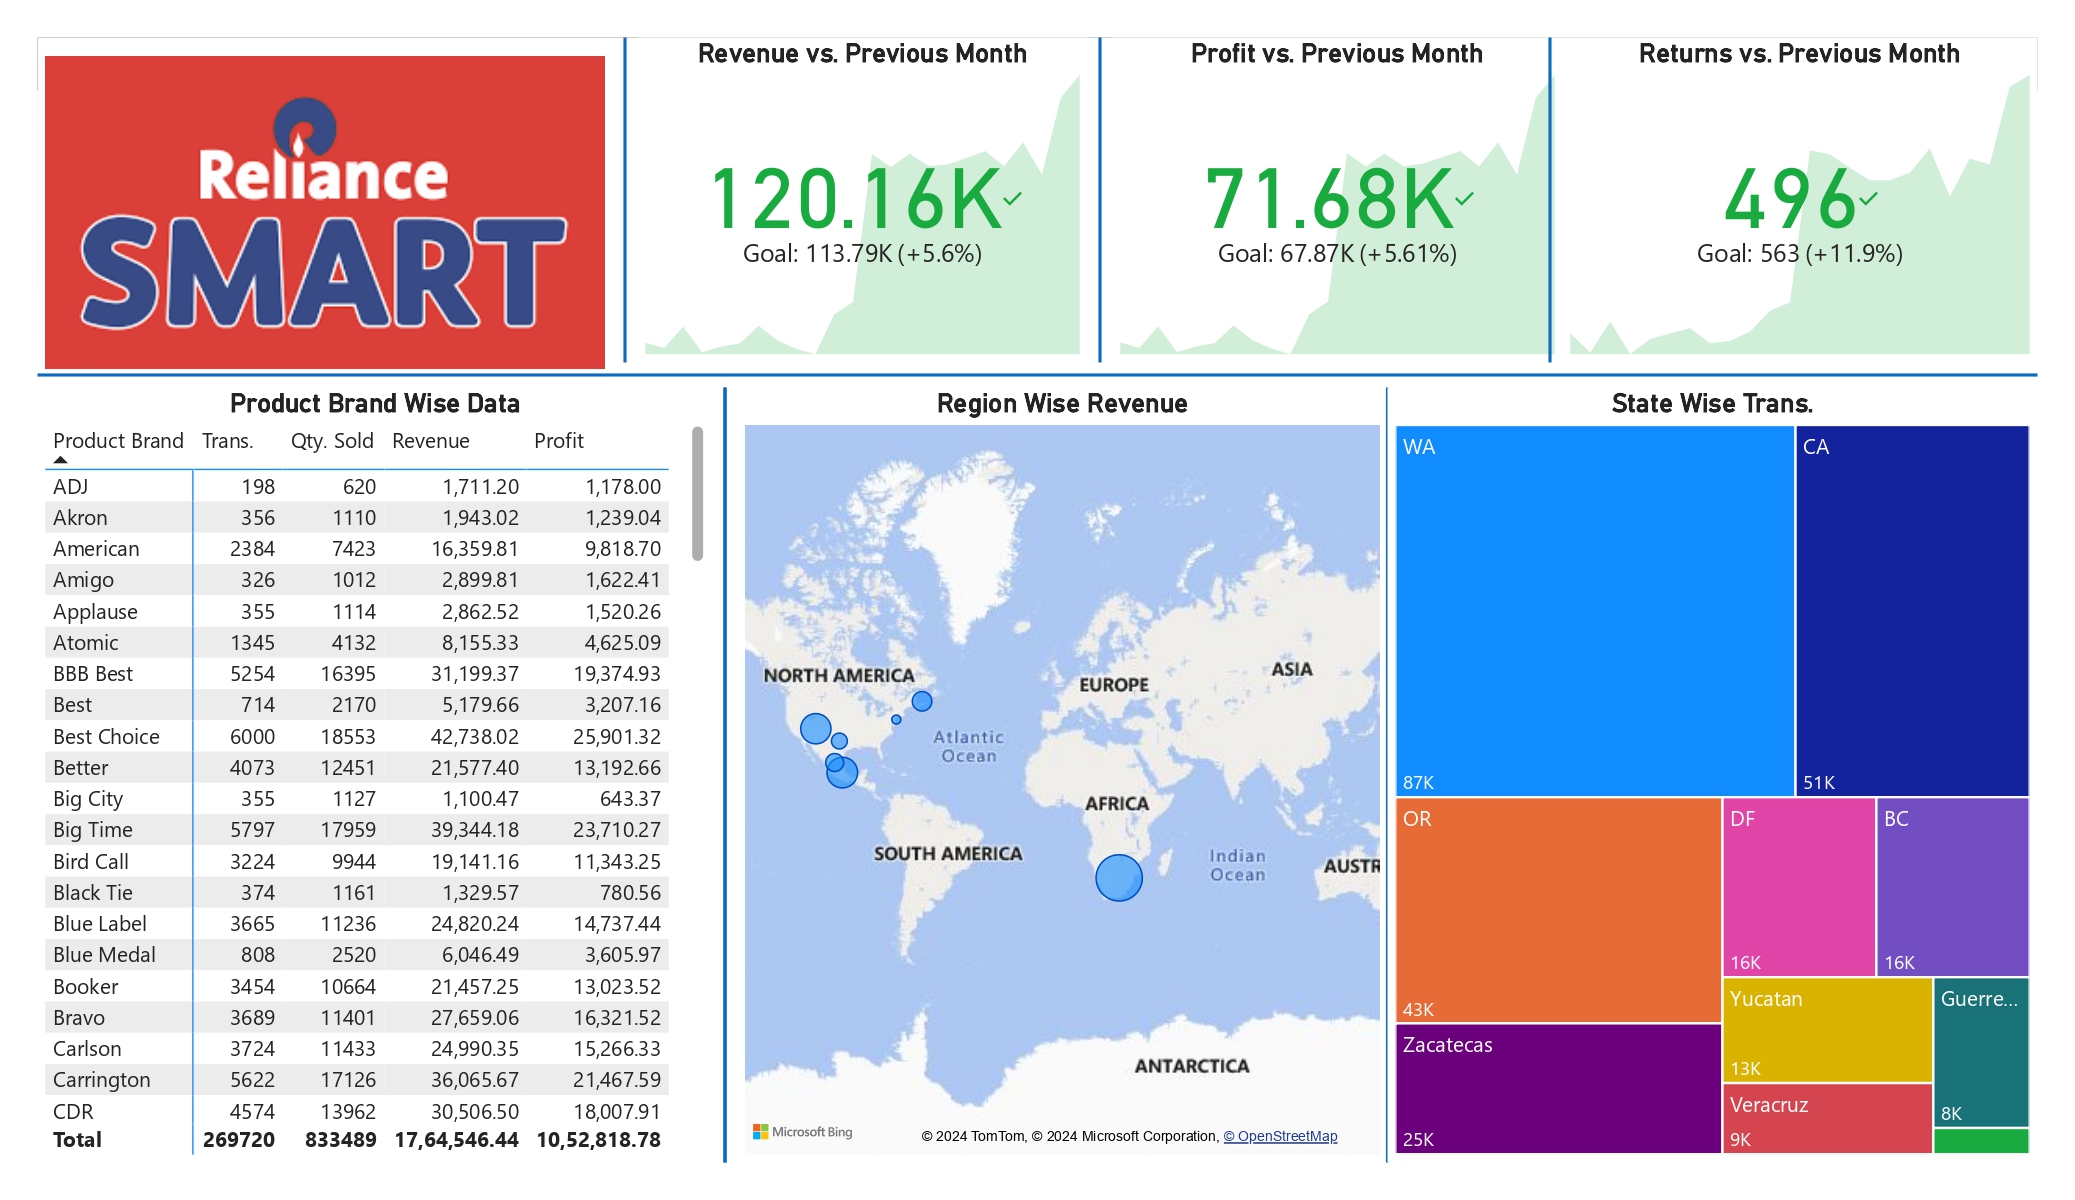 Reliance
SMART
Revenue vs. Previous Month
120.16K
Goal: 113.79K (+5.6%)
Profit vs. Previous Month
71.68K
Goal: 67.87K (+5.61%)
Returns vs. Previous Month
496
Goal: 563 (+11.9%)
Product Brand Wise Data
Product Brand Trans. Qty. Sold Revenue Profit
ADJ 198 620 1,711.20 1,178.00
Akron 356 1110 1,943.02 1,239.04
American 2384 7423 16,359.81 9,818.70
Amigo 326 1012 2,899.81 1,622.41
Applause 355 1114 2,862.52 1,520.26
Atomic 1345 4132 8,155.33 4,625.09
BBB Best 5254 16395 31,199.37 19,374.93
Best 714 2170 5,179.66 3,207.16
Best Choice 6000 18553 42,738.02 25,901.32
Better 4073 12451 21,577.40 13,192.66
Big City 355 1127 1,100.47 643.37
Big Time 5797 17959 39,344.18 23,710.27
Bird Call 3224 9944 19,141.16 11,343.25
Black Tie 374 1161 1,329.57 780.56
Blue Label 3665 11236 24,820.24 14,737.44
Blue Medal 808 2520 6,046.49 3,605.97
Booker 3454 10664 21,457.25 13,023.52
Bravo 3689 11401 27,659.06 16,321.52
Carlson 3724 11433 24,990.35 15,266.33
Carrington 5622 17126 36,065.67 21,467.59
CDR 4574 13962 30,506.50 18,007.91
Total 269720 833489 17,64,546.44 10,52,818.78
Region Wise Revenue
NORTH AMERICA
EUROPE
ASIA
Atlantic
Ocean
AFRICA
SOUTH AMERICA
Indian
Ocean
AUSTR
ANTARCTICA
Microsoft Bing
© 2024 TomTom, © 2024 Microsoft Corporation, © OpenStreetMap
State Wise Trans.
WA
87K
CA
51K
OR
43K
DF
16K
BC
16K
Zacatecas
25K
Yucatan
13K
Guerre...
8K
Veracruz
9K